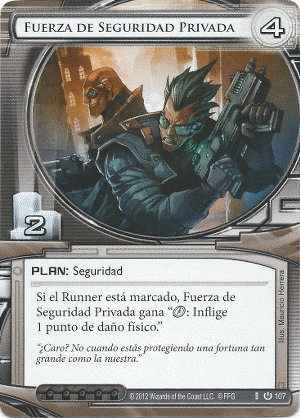 Fuerza de Seguridad Privada
4
2
PLAN: Seguridad
Si el Runner está marcado, Fuerza de
Seguridad Privada gana “ : Inflige
1 punto de daño físico.”
“¿Caro? No cuando estás protegiendo una fortuna tan
grande como la nuestra.”
Ilus. Mauricio Herrera
© 2012 Wizards of the Coast LLC. © FFG
107